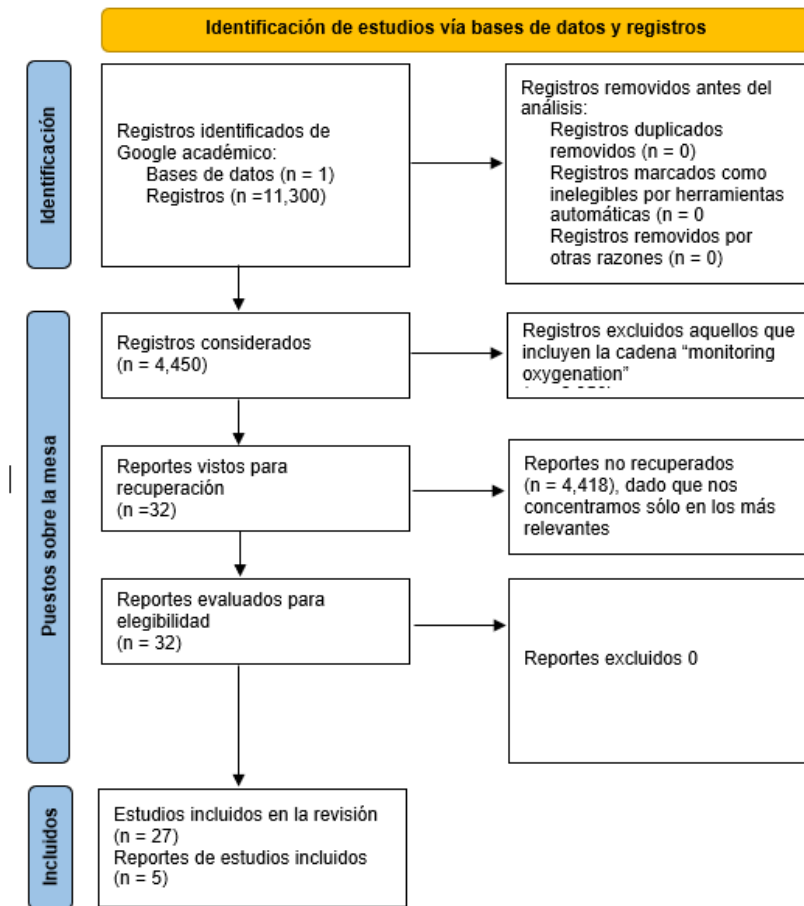 Identificación de estudios vía bases de datos y registros
Identificación
Registros identificados de
Google académico:
Bases de datos (n = 1)
Registros (n =11,300)
Registros removidos antes del
análisis:
Registros duplicados
removidos (n = 0)
Registros marcados como
inelegibles por herramientas
automáticas (n = 0
Registros removidos por
otras razones (n = 0)
Puestos sobre la mesa
Registros considerados
(n = 4,450)
Registros excluidos aquellos que
incluyen la cadena “monitoring
oxygenation”
Reportes vistos para
recuperación
(n =32)
Reportes no recuperados
(n = 4,418), dado que nos
concentramos sólo en los más
relevantes
Reportes evaluados para
elegibilidad
(n = 32)
Reportes excluidos 0
Incluidos
Estudios incluidos en la revisión
(n = 27)
Reportes de estudios incluidos
(n = 5)